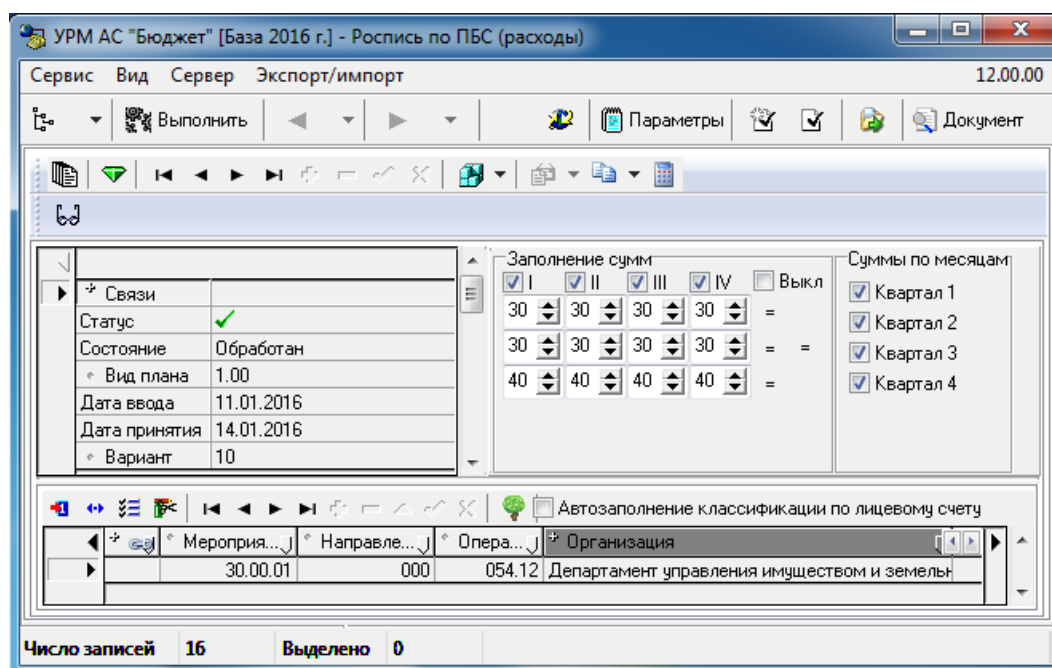 УРМ АС "Бюджет" [База 2016 г.] - Роспись по ПБС (расходы)
Сервис Вид Сервер Экспорт/импорт 12.00.00
Выполнить Параметры Документ
Заполнение сумм Суммы по месяцам
I II III IV Выкл
Связи 30 30 30 30 = Квартал 1
Статус Квартал 2
Состояние Обработан 30 30 30 30 = = Квартал 3
Вид плана 1.00 40 40 40 40 = Квартал 4
Дата ввода 11.01.2016
Дата принятия 14.01.2016
Вариант 10
Автозаполнение классификации по лицевому счету
Мероприя... Направле... Опера... Организация
30.00.01 000 054.12 Департамент управления имуществом и земельн
Число записей 16 Выделено 0